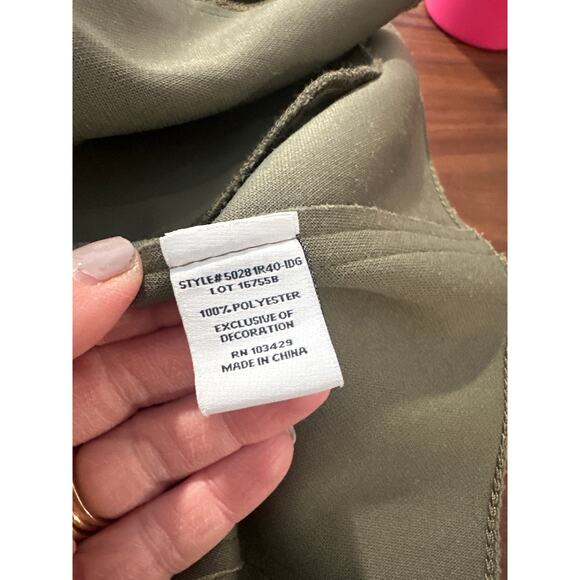 STYLE# 50281R40-IDG
LOT 16755B
100% POLYESTER
EXCLUSIVE OF
DECORATION
RN 103429
MADE IN CHINA